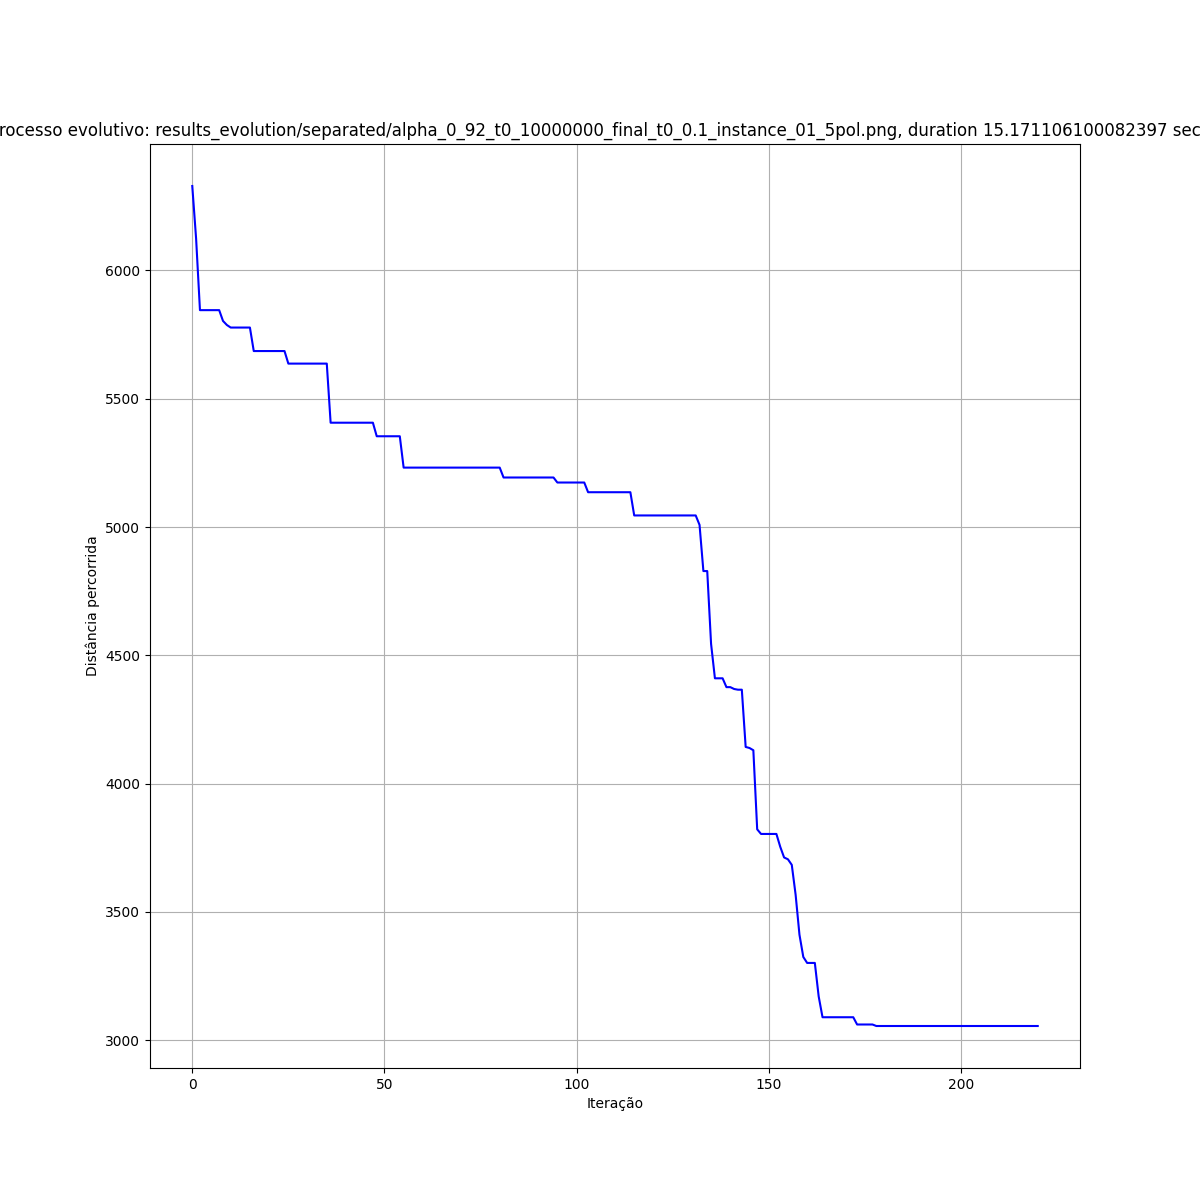 rocesso evolutivo: results_evolution/separated/alpha_0_92_t0_10000000_final_t0_0.1_instance_01_5pol.png, duration 15.171106100082397 sec
6000
5500
5000
4500
4000
3500
3000
Distância percorrida
0 50 100 150 200
Iteração